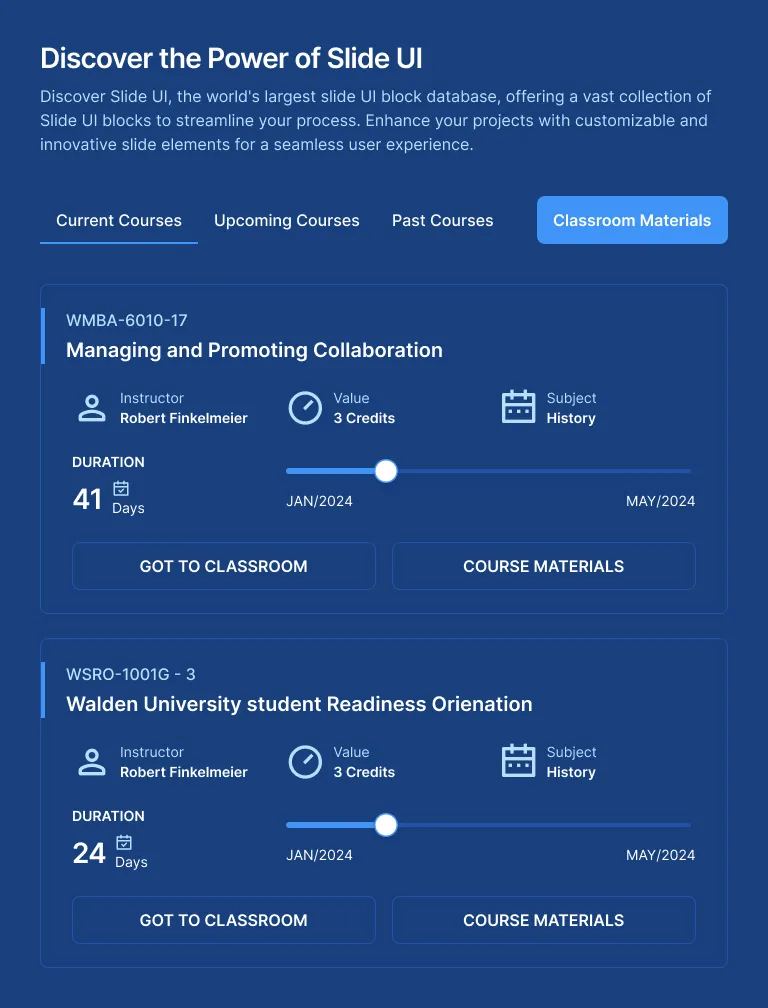 Discover the Power of Slide UI
Discover Slide UI, the world's largest slide UI block database, offering a vast collection of
Slide UI blocks to streamline your process. Enhance your projects with customizable and
innovative slide elements for a seamless user experience.
Current Courses
Upcoming Courses
Past Courses
Classroom Materials
WMBA-6010-17
Managing and Promoting Collaboration
Instructor
Robert Finkelmeier
Value
3 Credits
Subject
History
DURATION
41
Days
JAN/2024
MAY/2024
GOT TO CLASSROOM
COURSE MATERIALS
WSRO-1001G - 3
Walden University student Readiness Orienation
Instructor
Robert Finkelmeier
Value
3 Credits
Subject
History
DURATION
24
Days
JAN/2024
MAY/2024
GOT TO CLASSROOM
COURSE MATERIALS